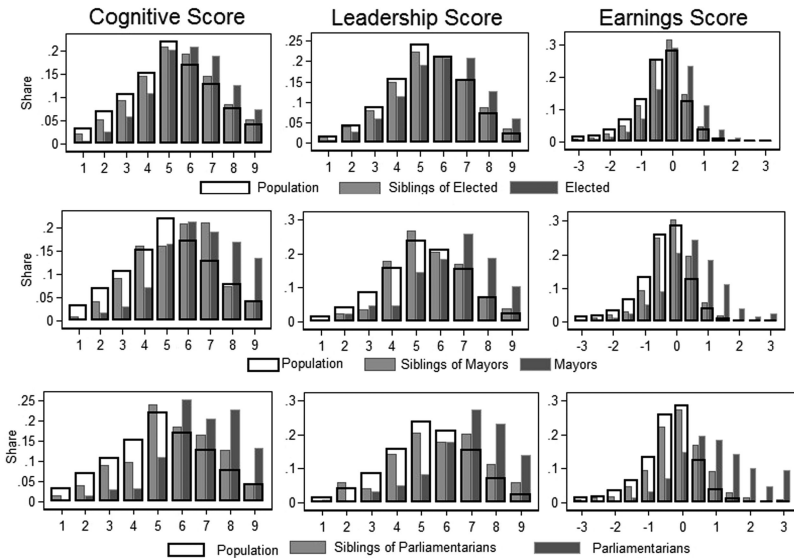 Cognitive Score
Leadership Score
Earnings Score
Share
.2
.15
.1
.05
0
1 2 3 4 5 6 7 8 9
.25
.2
.15
.1
.05
0
1 2 3 4 5 6 7 8 9
.3
.2
.1
0
-3 -2 -1 0 1 2 3
Population Siblings of Elected Elected
Share
.2
.15
.1
.05
0
1 2 3 4 5 6 7 8 9
.3
.2
.1
0
1 2 3 4 5 6 7 8 9
.3
.2
.1
0
-3 -2 -1 0 1 2 3
Population Siblings of Mayors Mayors
Share
.25
.2
.15
.1
.05
0
1 2 3 4 5 6 7 8 9
.3
.2
.1
0
1 2 3 4 5 6 7 8 9
.3
.2
.1
0
-3 -2 -1 0 1 2 3
Population Siblings of Parliamentarians Parliamentarians